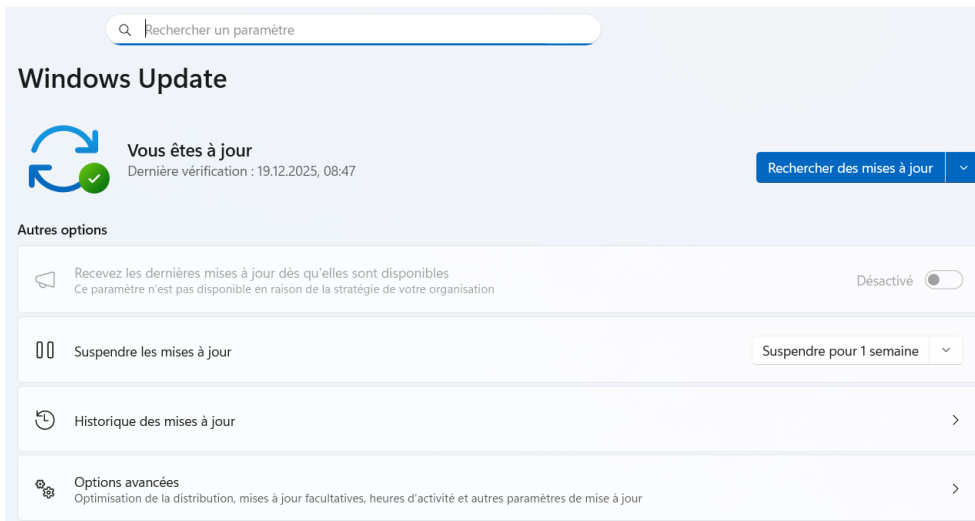 Rechercher un paramètre
Windows Update
Vous êtes à jour
Dernière vérification : 19.12.2025, 08:47
Rechercher des mises à jour
Autres options
Recevez les dernières mises à jour dès qu'elles sont disponibles
Ce paramètre n'est pas disponible en raison de la stratégie de votre organisation
Désactivé
Suspendre les mises à jour
Suspendre pour 1 semaine
Historique des mises à jour
Options avancées
Optimisation de la distribution, mises à jour facultatives, heures d'activité et autres paramètres de mise à jour